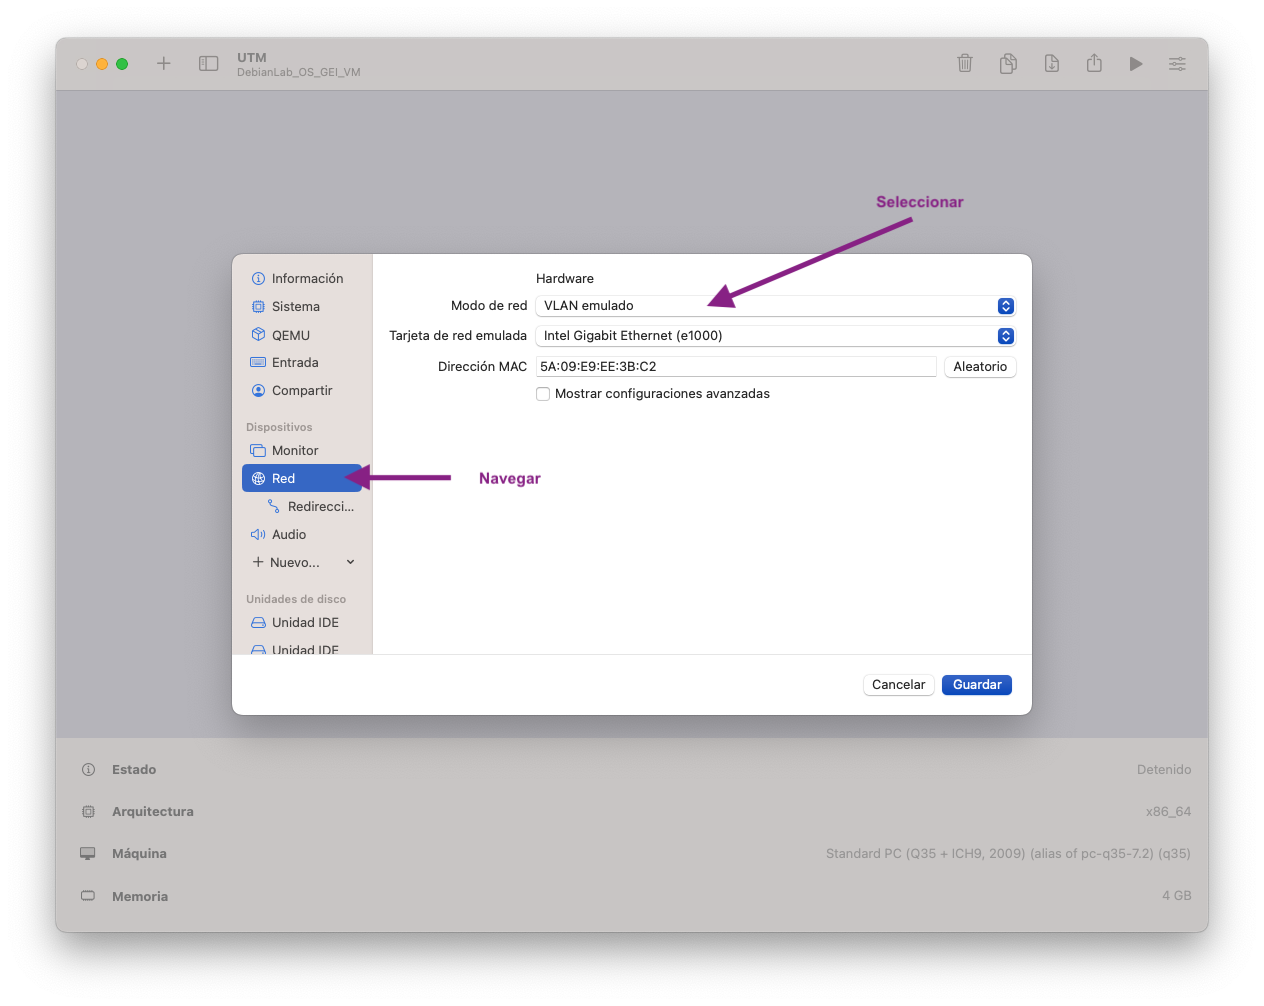 UTM
DebianLab_OS_GEI_VM
Seleccionar
Información
Sistema
QEMU
Entrada
Compartir
Dispositivos
Monitor
Red
Redirecci...
Audio
Nuevo...
Unidades de disco
Unidad IDE
Unidad IDE
Hardware
Modo de red VLAN emulado
Tarjeta de red emulada Intel Gigabit Ethernet (e1000)
Dirección MAC 5A:09:E9:EE:3B:C2 Aleatorio
Mostrar configuraciones avanzadas
Navegar
Cancelar Guardar
Estado Detenido
Arquitectura x86_64
Máquina Standard PC (Q35 + ICH9, 2009) (alias of pc-q35-7.2) (q35)
Memoria 4 GB